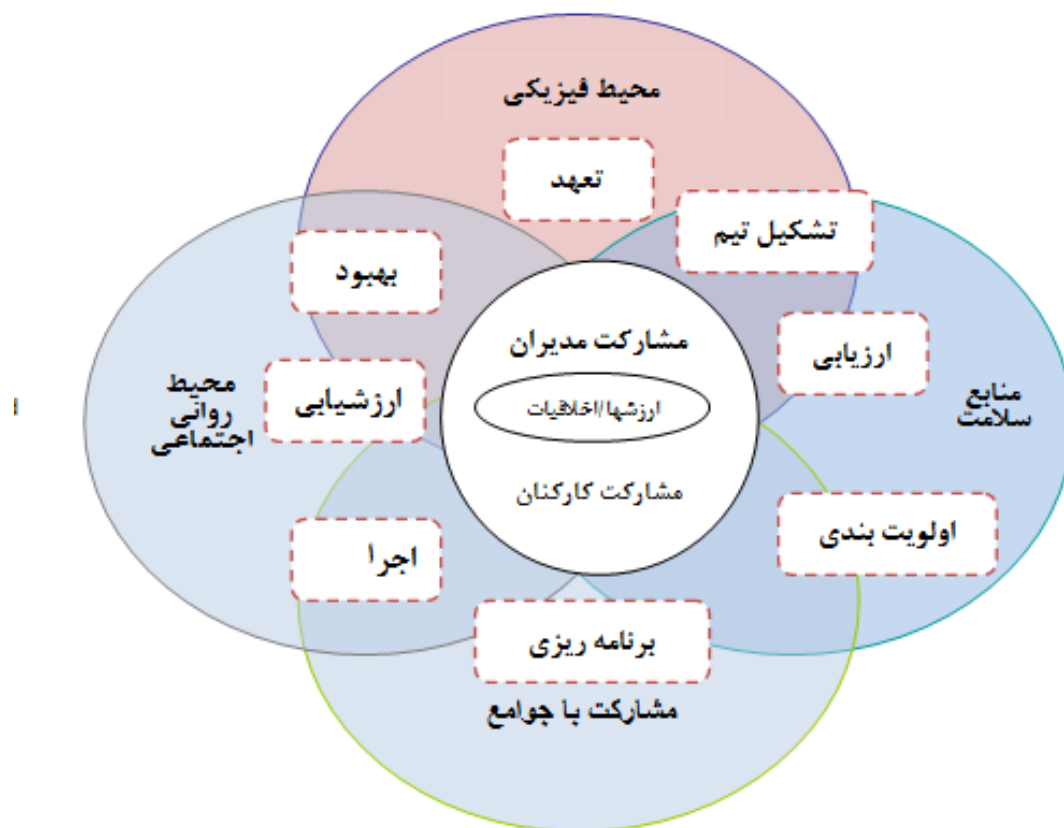 محیط فیزیکی
تعهد
تشکیل تیم
بهبود
مشارکت مدیران
ارزیابی
ارزشها/اخلاقیات
ارزشیابی
محیط
روانی
اجتماعی
منابع
سلامت
مشارکت کارکنان
اولویت بندی
اجرا
برنامه ریزی
مشارکت با جوامع